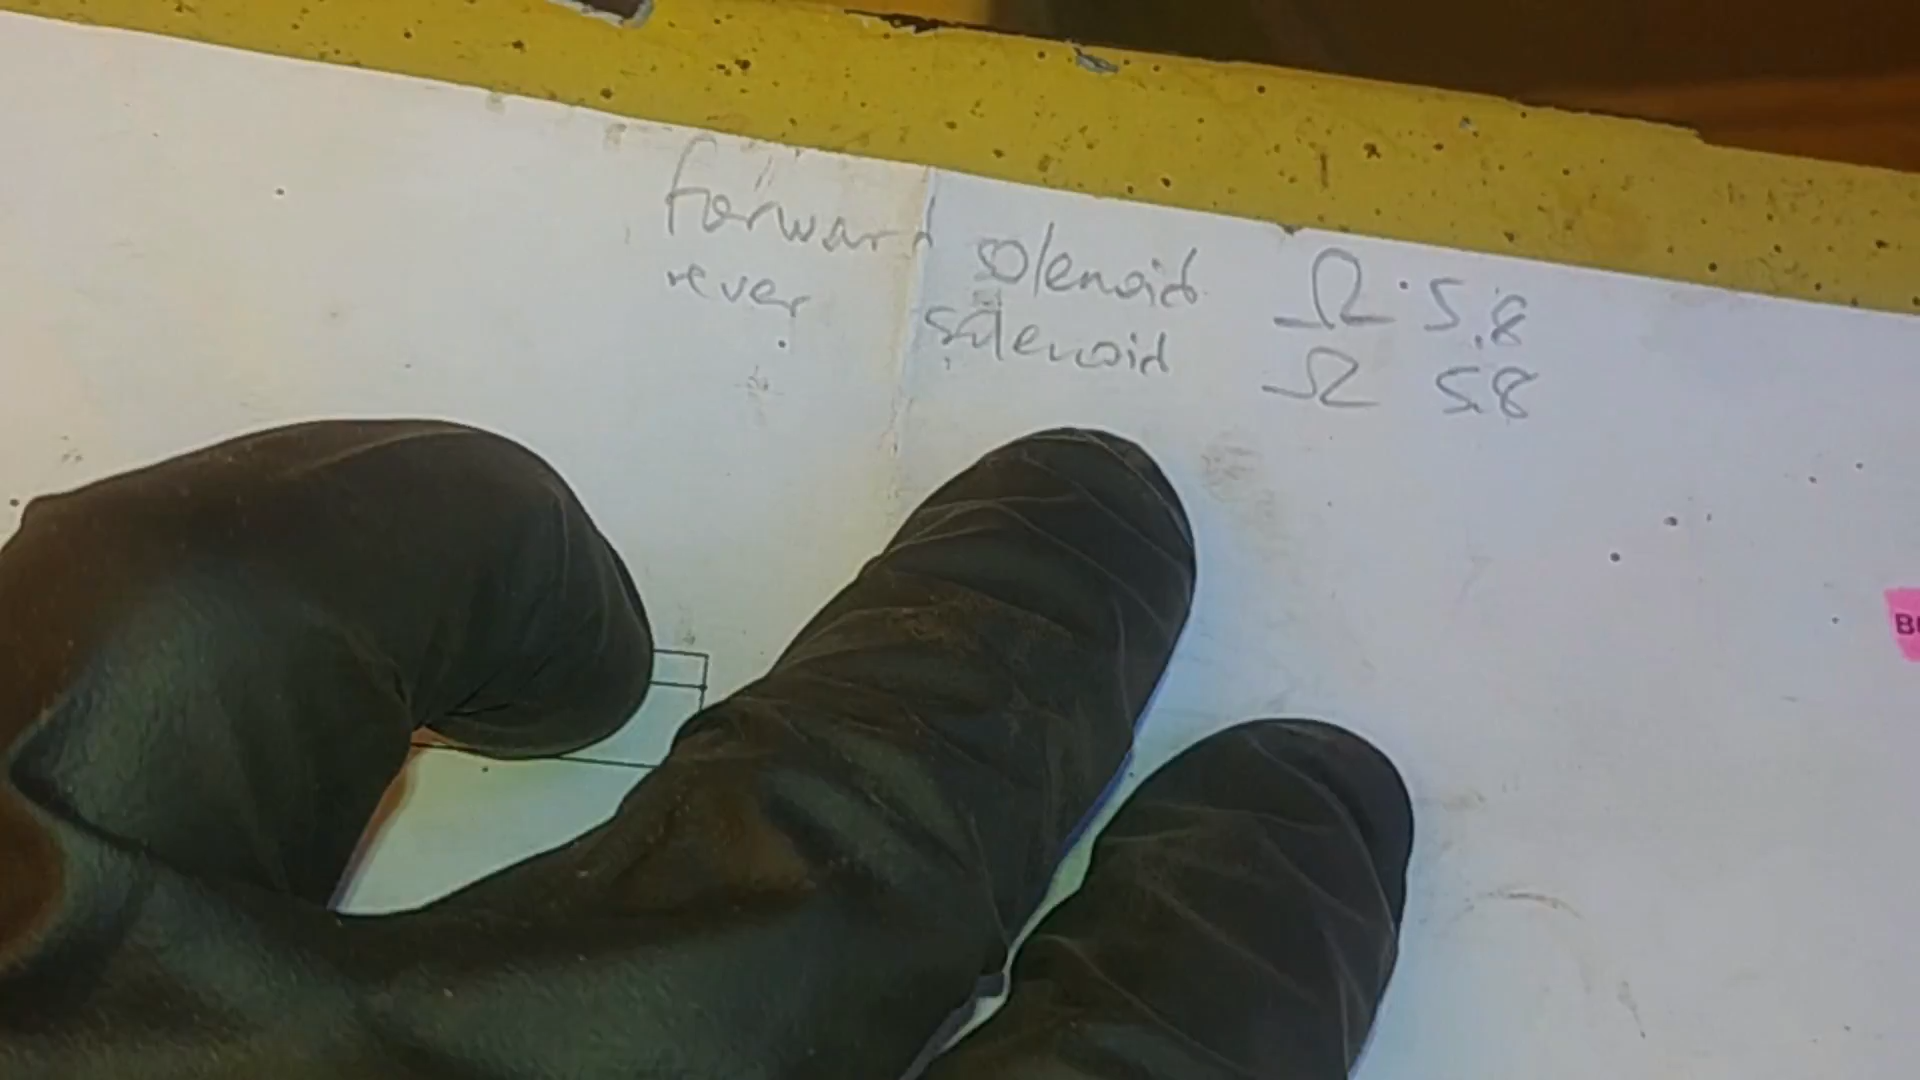 forward solenoid Ω 5.8
rever solenoid Ω 5.8